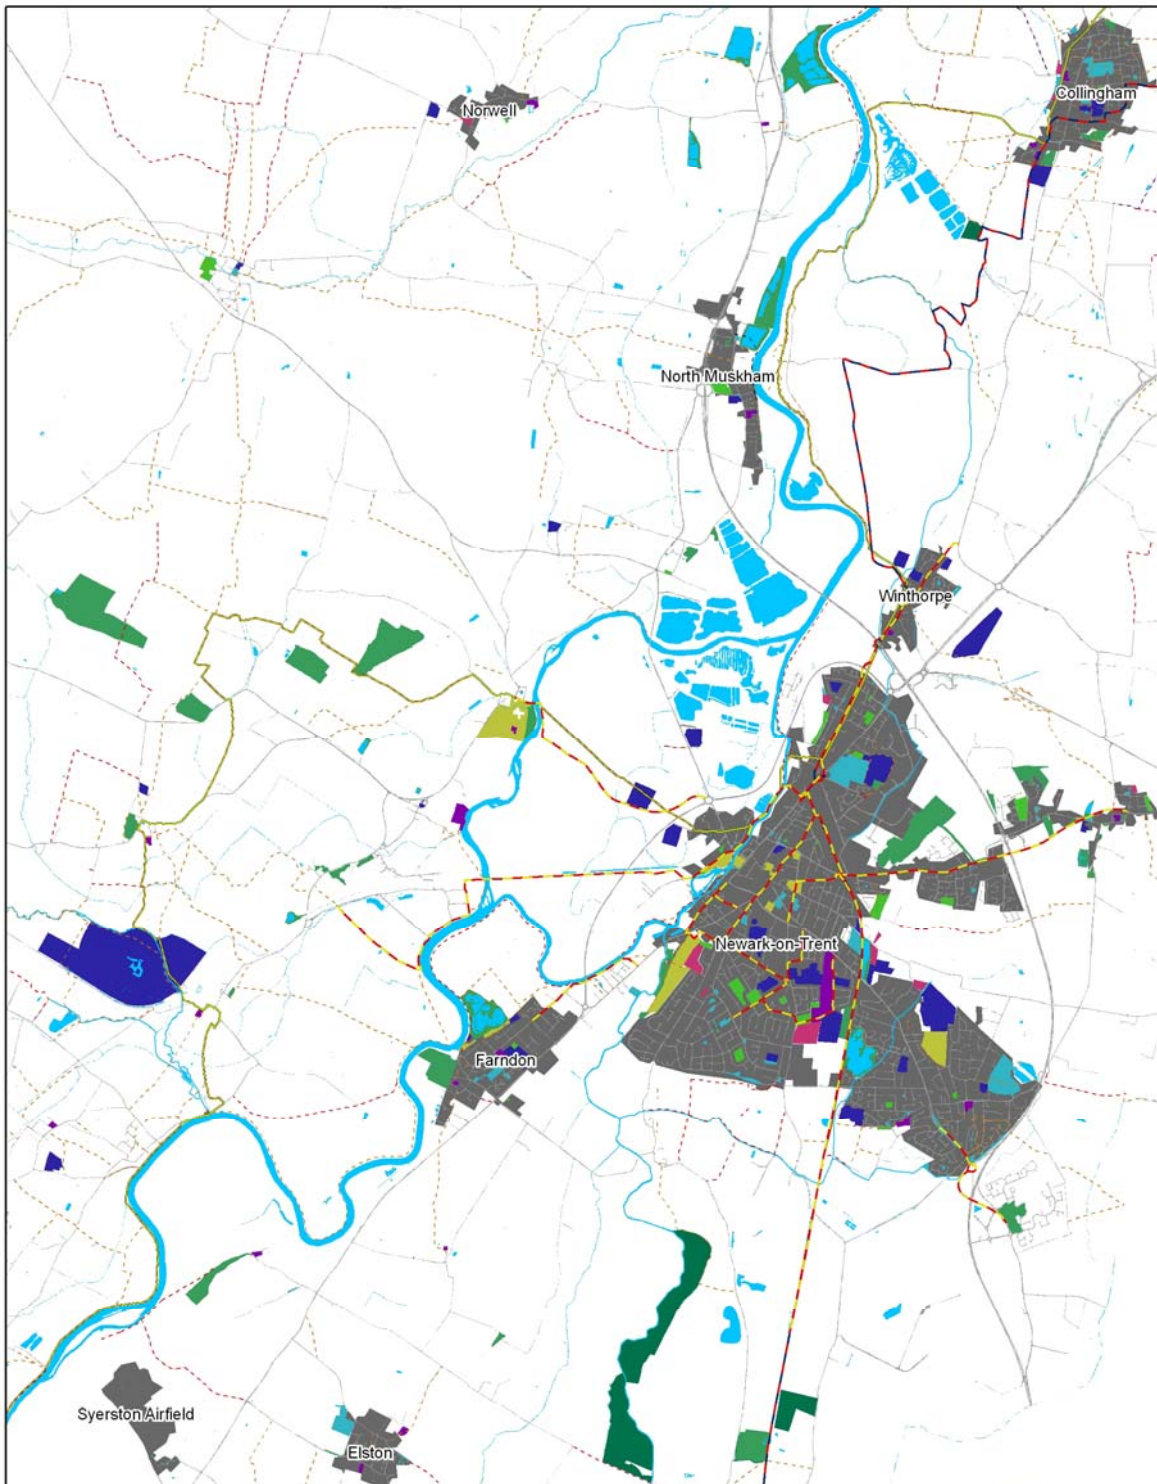 Collingham
Norwell
North Muskham
Winthorpe
Newark-on-Trent
Farndon
Syerston Airfield
Elston